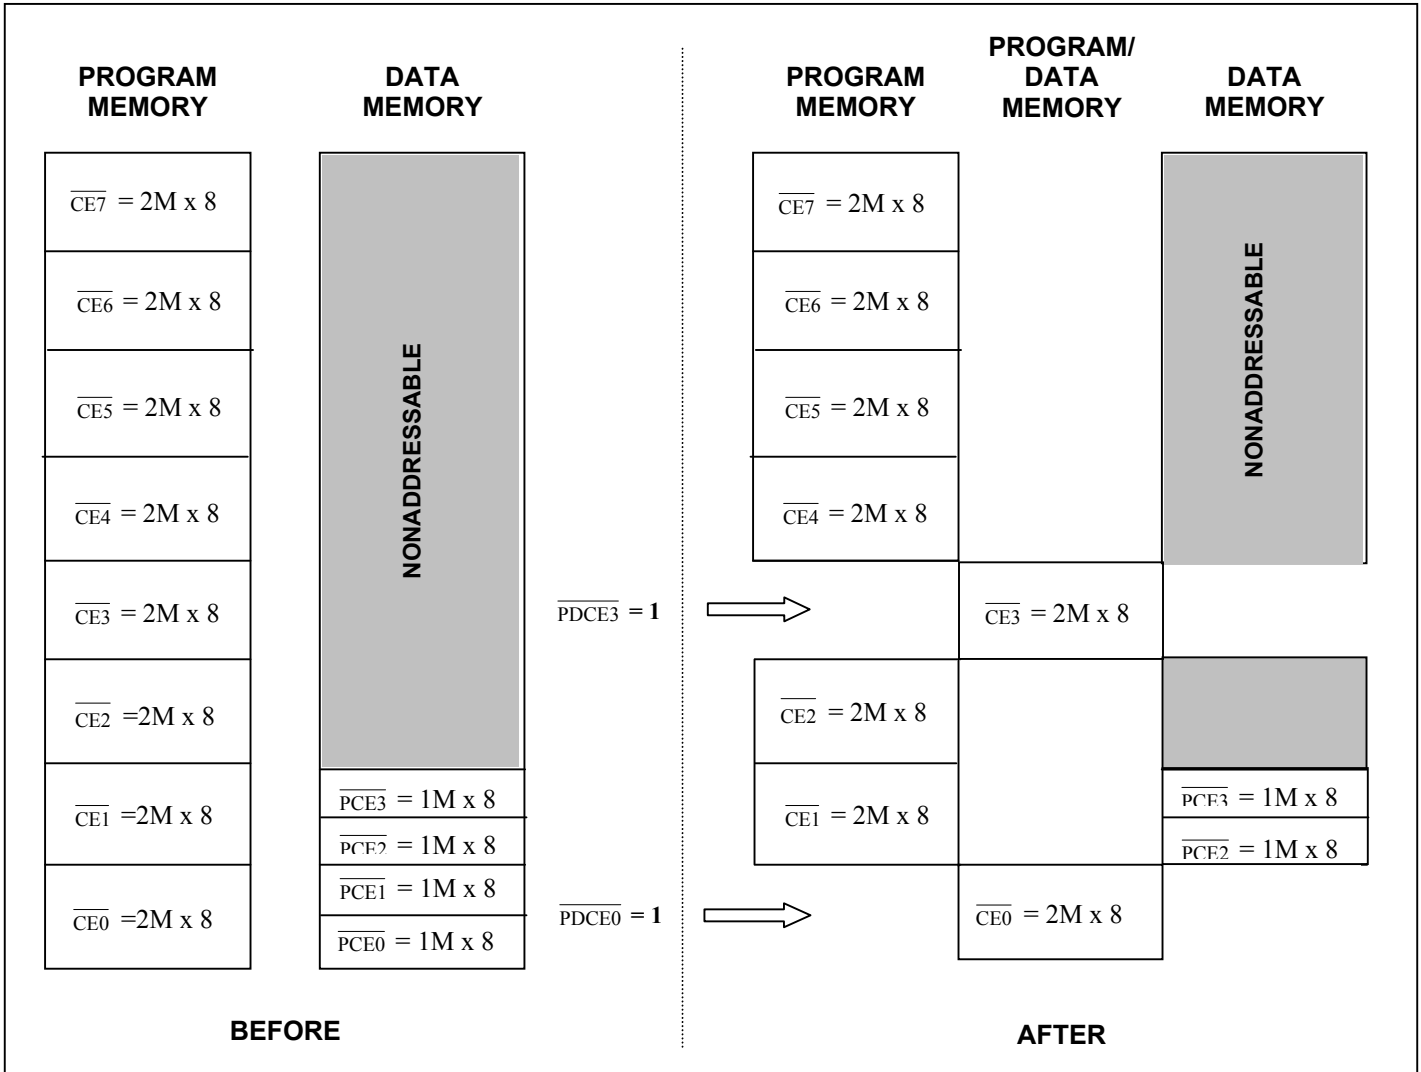 PROGRAM
MEMORY
DATA
MEMORY
CE7 = 2M x 8
CE6 = 2M x 8
CE5 = 2M x 8
CE4 = 2M x 8
CE3 = 2M x 8
CE2 =2M x 8
CE1 =2M x 8
CE0 =2M x 8
NONADDRESSABLE
PCE3 = 1M x 8
PCE2 = 1M x 8
PCE1 = 1M x 8
PCE0 = 1M x 8
BEFORE
PDCE3 = 1
PDCE0 = 1
PROGRAM
MEMORY
PROGRAM/
DATA
MEMORY
DATA
MEMORY
CE7 = 2M x 8
CE6 = 2M x 8
CE5 = 2M x 8
CE4 = 2M x 8
CE3 = 2M x 8
CE2 = 2M x 8
CE1 = 2M x 8
CE0 = 2M x 8
NONADDRESSABLE
PCE3 = 1M x 8
PCE2 = 1M x 8
AFTER